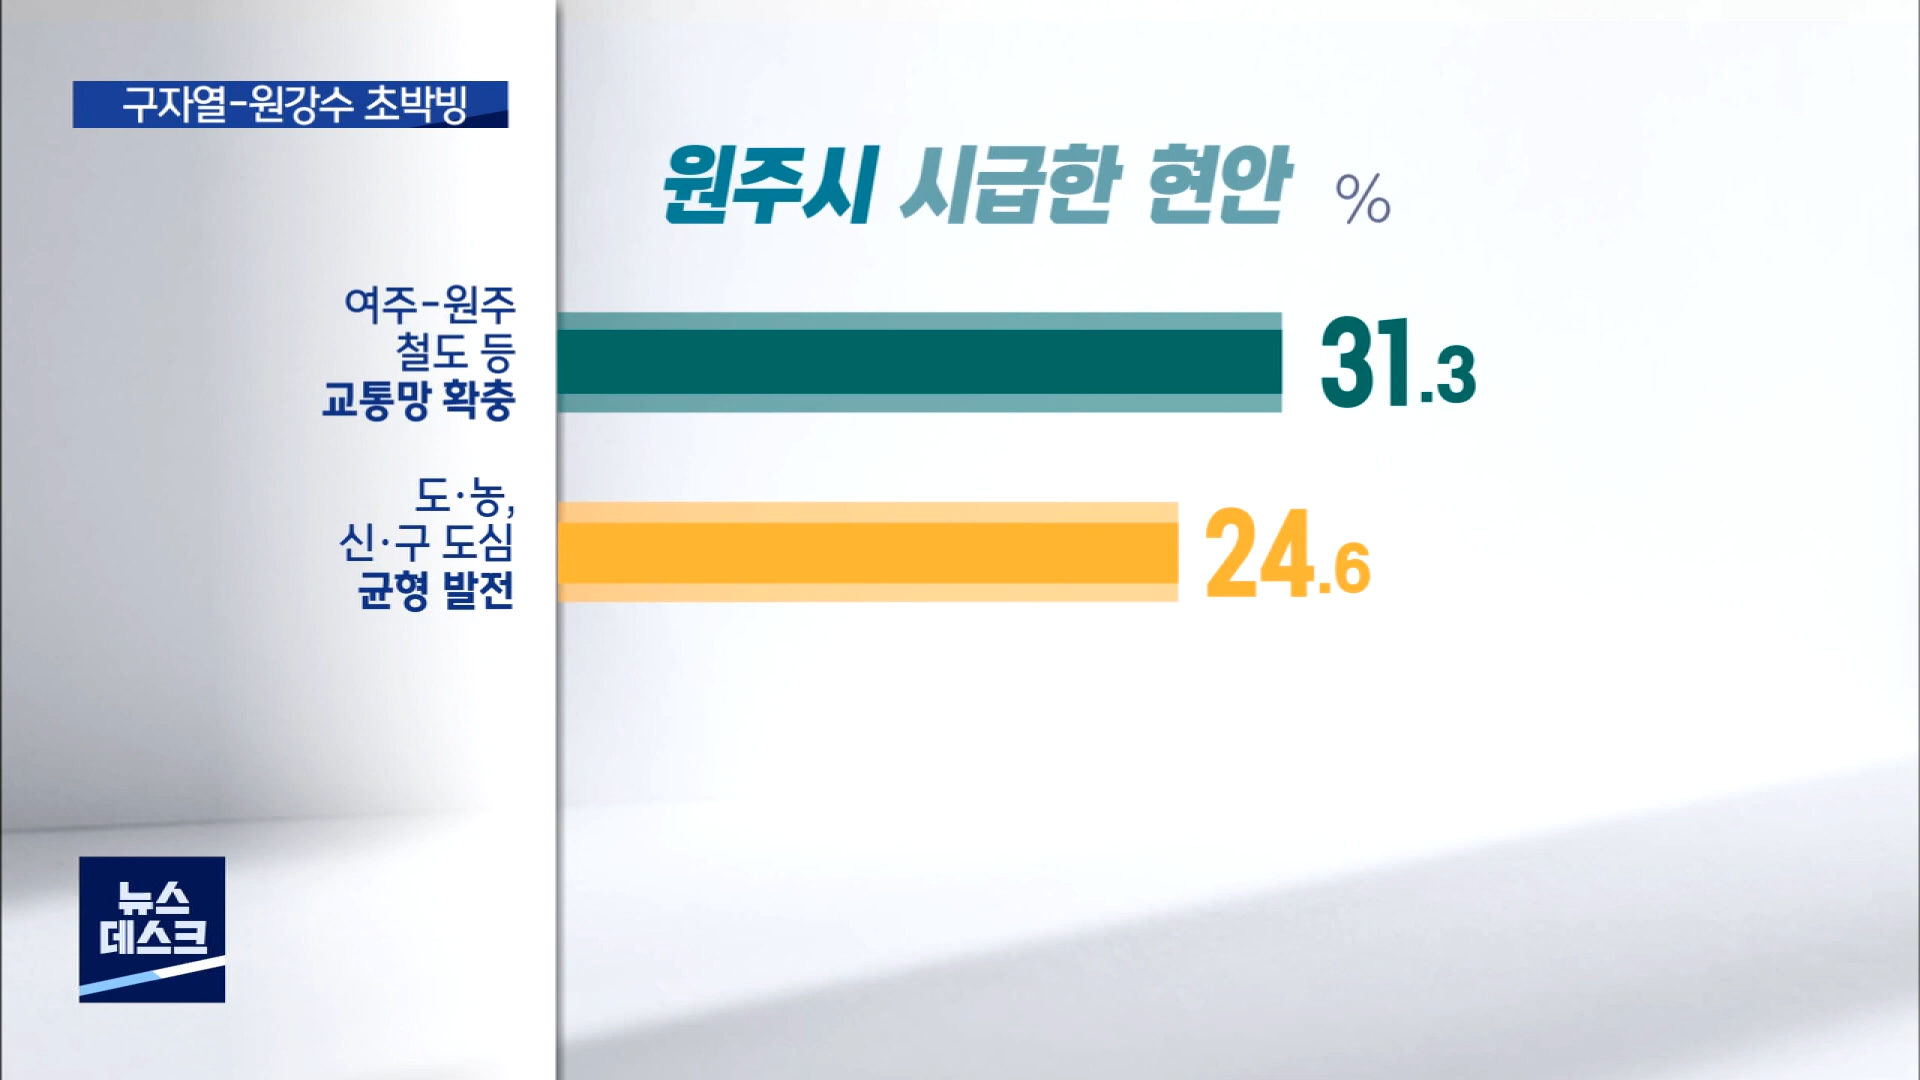 구자열-원강수 초박빙
원주시 시급한 현안 %
여주-원주
철도 등
교통망 확충
31.3
도·농,
신·구 도심
균형 발전
24.6
뉴스
데스크